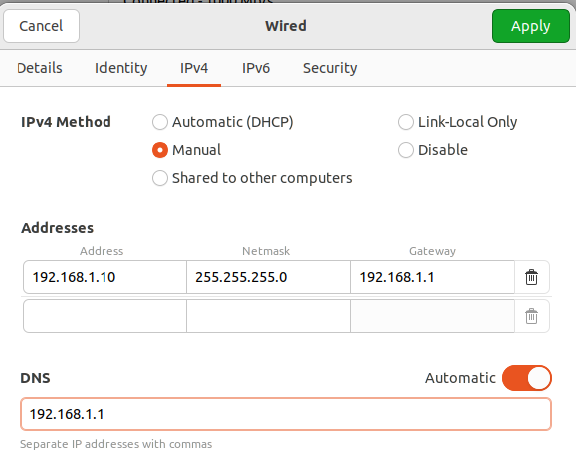 Cancel Wired Apply
Details Identity IPv4 IPv6 Security
IPv4 Method Automatic (DHCP) Link-Local Only
Manual Disable
Shared to other computers
Addresses
Address Netmask Gateway
192.168.1.10 255.255.255.0 192.168.1.1
DNS Automatic
192.168.1.1
Separate IP addresses with commas